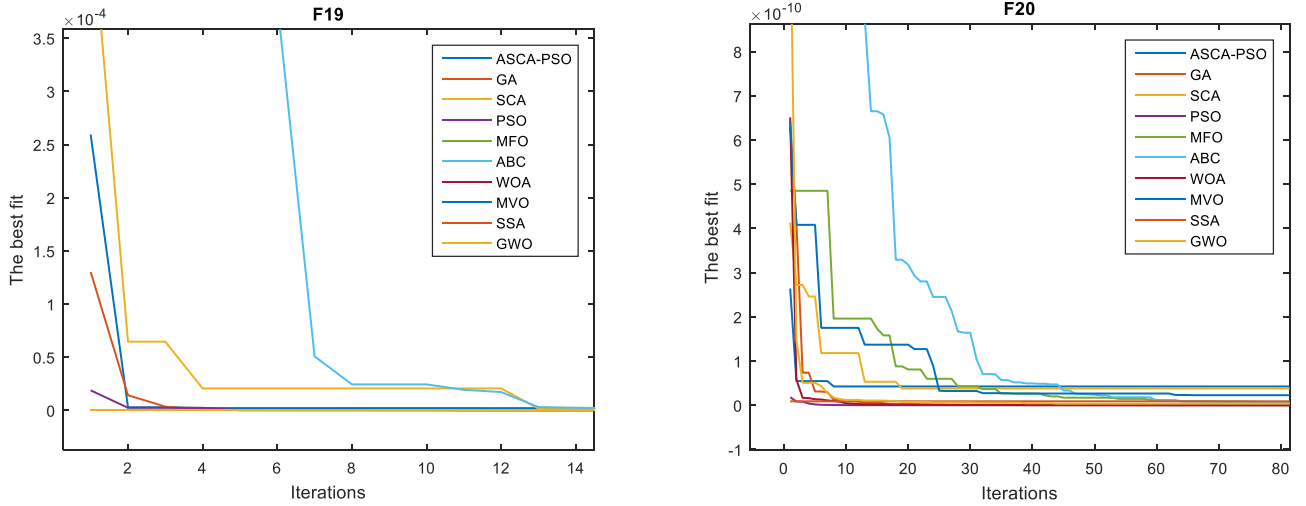 F19
×10⁻⁴
3.5
3
2.5
2
1.5
1
0.5
0
2
4
6
8
10
12
14
The best fit
Iterations
ASCA-PSO
GA
SCA
PSO
MFO
ABC
WOA
MVO
SSA
GWO
F20
×10⁻¹⁰
8
7
6
5
4
3
2
1
0
-1
0
10
20
30
40
50
60
70
80
The best fit
Iterations
ASCA-PSO
GA
SCA
PSO
MFO
ABC
WOA
MVO
SSA
GWO